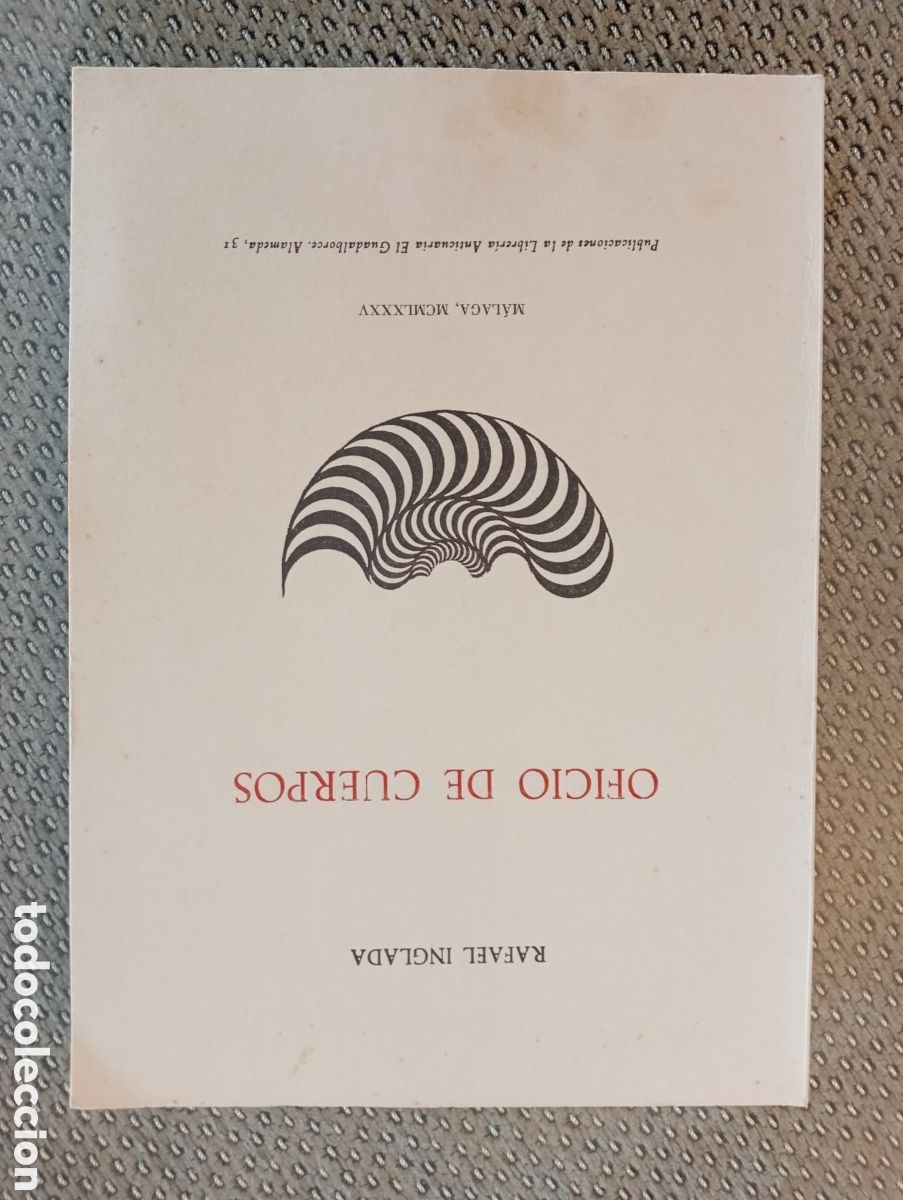 RAFAEL INGLADA
OFICIO DE CUERPOS
MÁLAGA, MCMLXXXV
Publicaciones de la Librería Anticuaria El Guadalhorce. Alameda, 31
todocoleccion